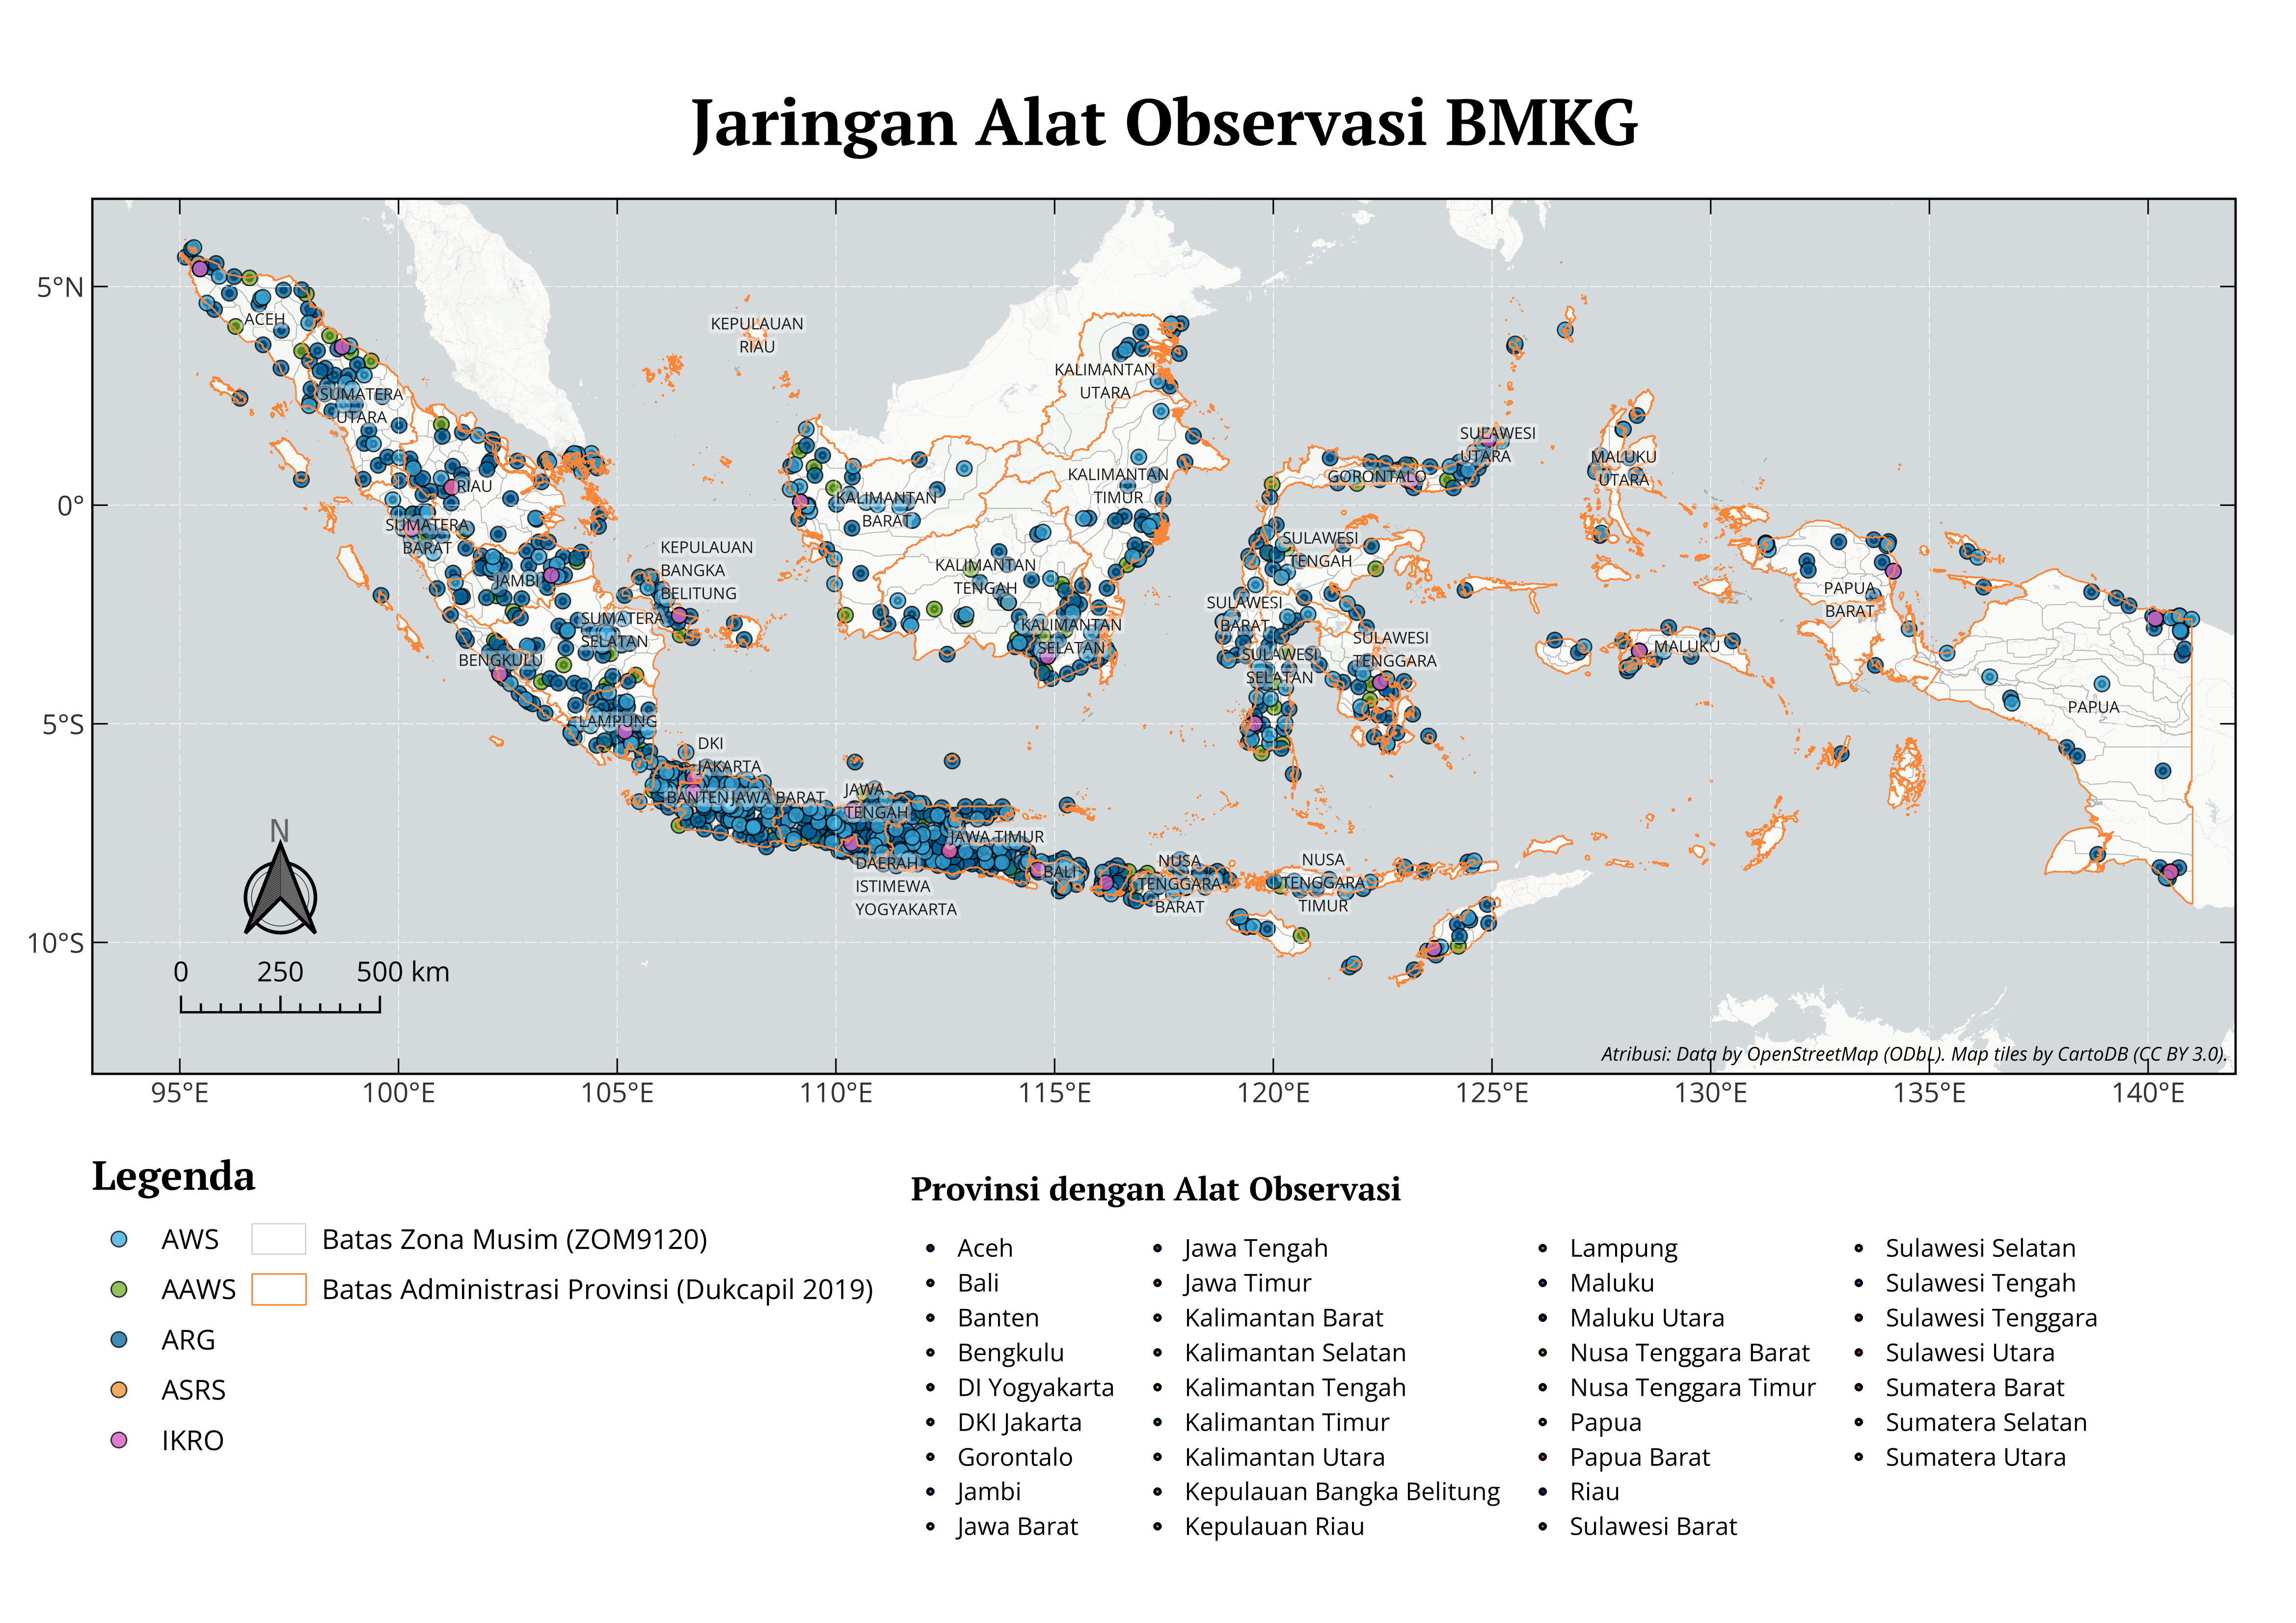 Jaringan Alat Observasi BMKG
5°N
0°
5°S
10°S
ACEH
SUMATERA
UTARA
RIAU
SUMATERA
BARAT
JAMBI
BENGKULU
SUMATERA
SELATAN
LAMPUNG
KEPULAUAN
RIAU
KEPULAUAN
BANGKA
BELITUNG
DKI
JAKARTA
BANTEN
JAWA BARAT
JAWA
TENGAH
DAERAH
ISTIMEWA
YOGYAKARTA
JAWA TIMUR
BALI
NUSA
TENGGARA
BARAT
NUSA
TENGGARA
TIMUR
KALIMANTAN
UTARA
KALIMANTAN
TIMUR
KALIMANTAN
BARAT
KALIMANTAN
TENGAH
KALIMANTAN
SELATAN
SULAWESI
UTARA
GORONTALO
SULAWESI
TENGAH
SULAWESI
BARAT
SULAWESI
SELATAN
SULAWESI
TENGGARA
MALUKU
UTARA
MALUKU
PAPUA
BARAT
PAPUA
N
0 250 500 km
Atribusi: Data by OpenStreetMap (ODbL). Map tiles by CartoDB (CC BY 3.0).
95°E 100°E 105°E 110°E 115°E 120°E 125°E 130°E 135°E 140°E
Legenda
AWS
AAWS
ARG
ASRS
IKRO
Batas Zona Musim (ZOM9120)
Batas Administrasi Provinsi (Dukcapil 2019)
Provinsi dengan Alat Observasi
Aceh
Bali
Banten
Bengkulu
DI Yogyakarta
DKI Jakarta
Gorontalo
Jambi
Jawa Barat
Jawa Tengah
Jawa Timur
Kalimantan Barat
Kalimantan Selatan
Kalimantan Tengah
Kalimantan Timur
Kalimantan Utara
Kepulauan Bangka Belitung
Kepulauan Riau
Lampung
Maluku
Maluku Utara
Nusa Tenggara Barat
Nusa Tenggara Timur
Papua
Papua Barat
Riau
Sulawesi Barat
Sulawesi Selatan
Sulawesi Tengah
Sulawesi Tenggara
Sulawesi Utara
Sumatera Barat
Sumatera Selatan
Sumatera Utara